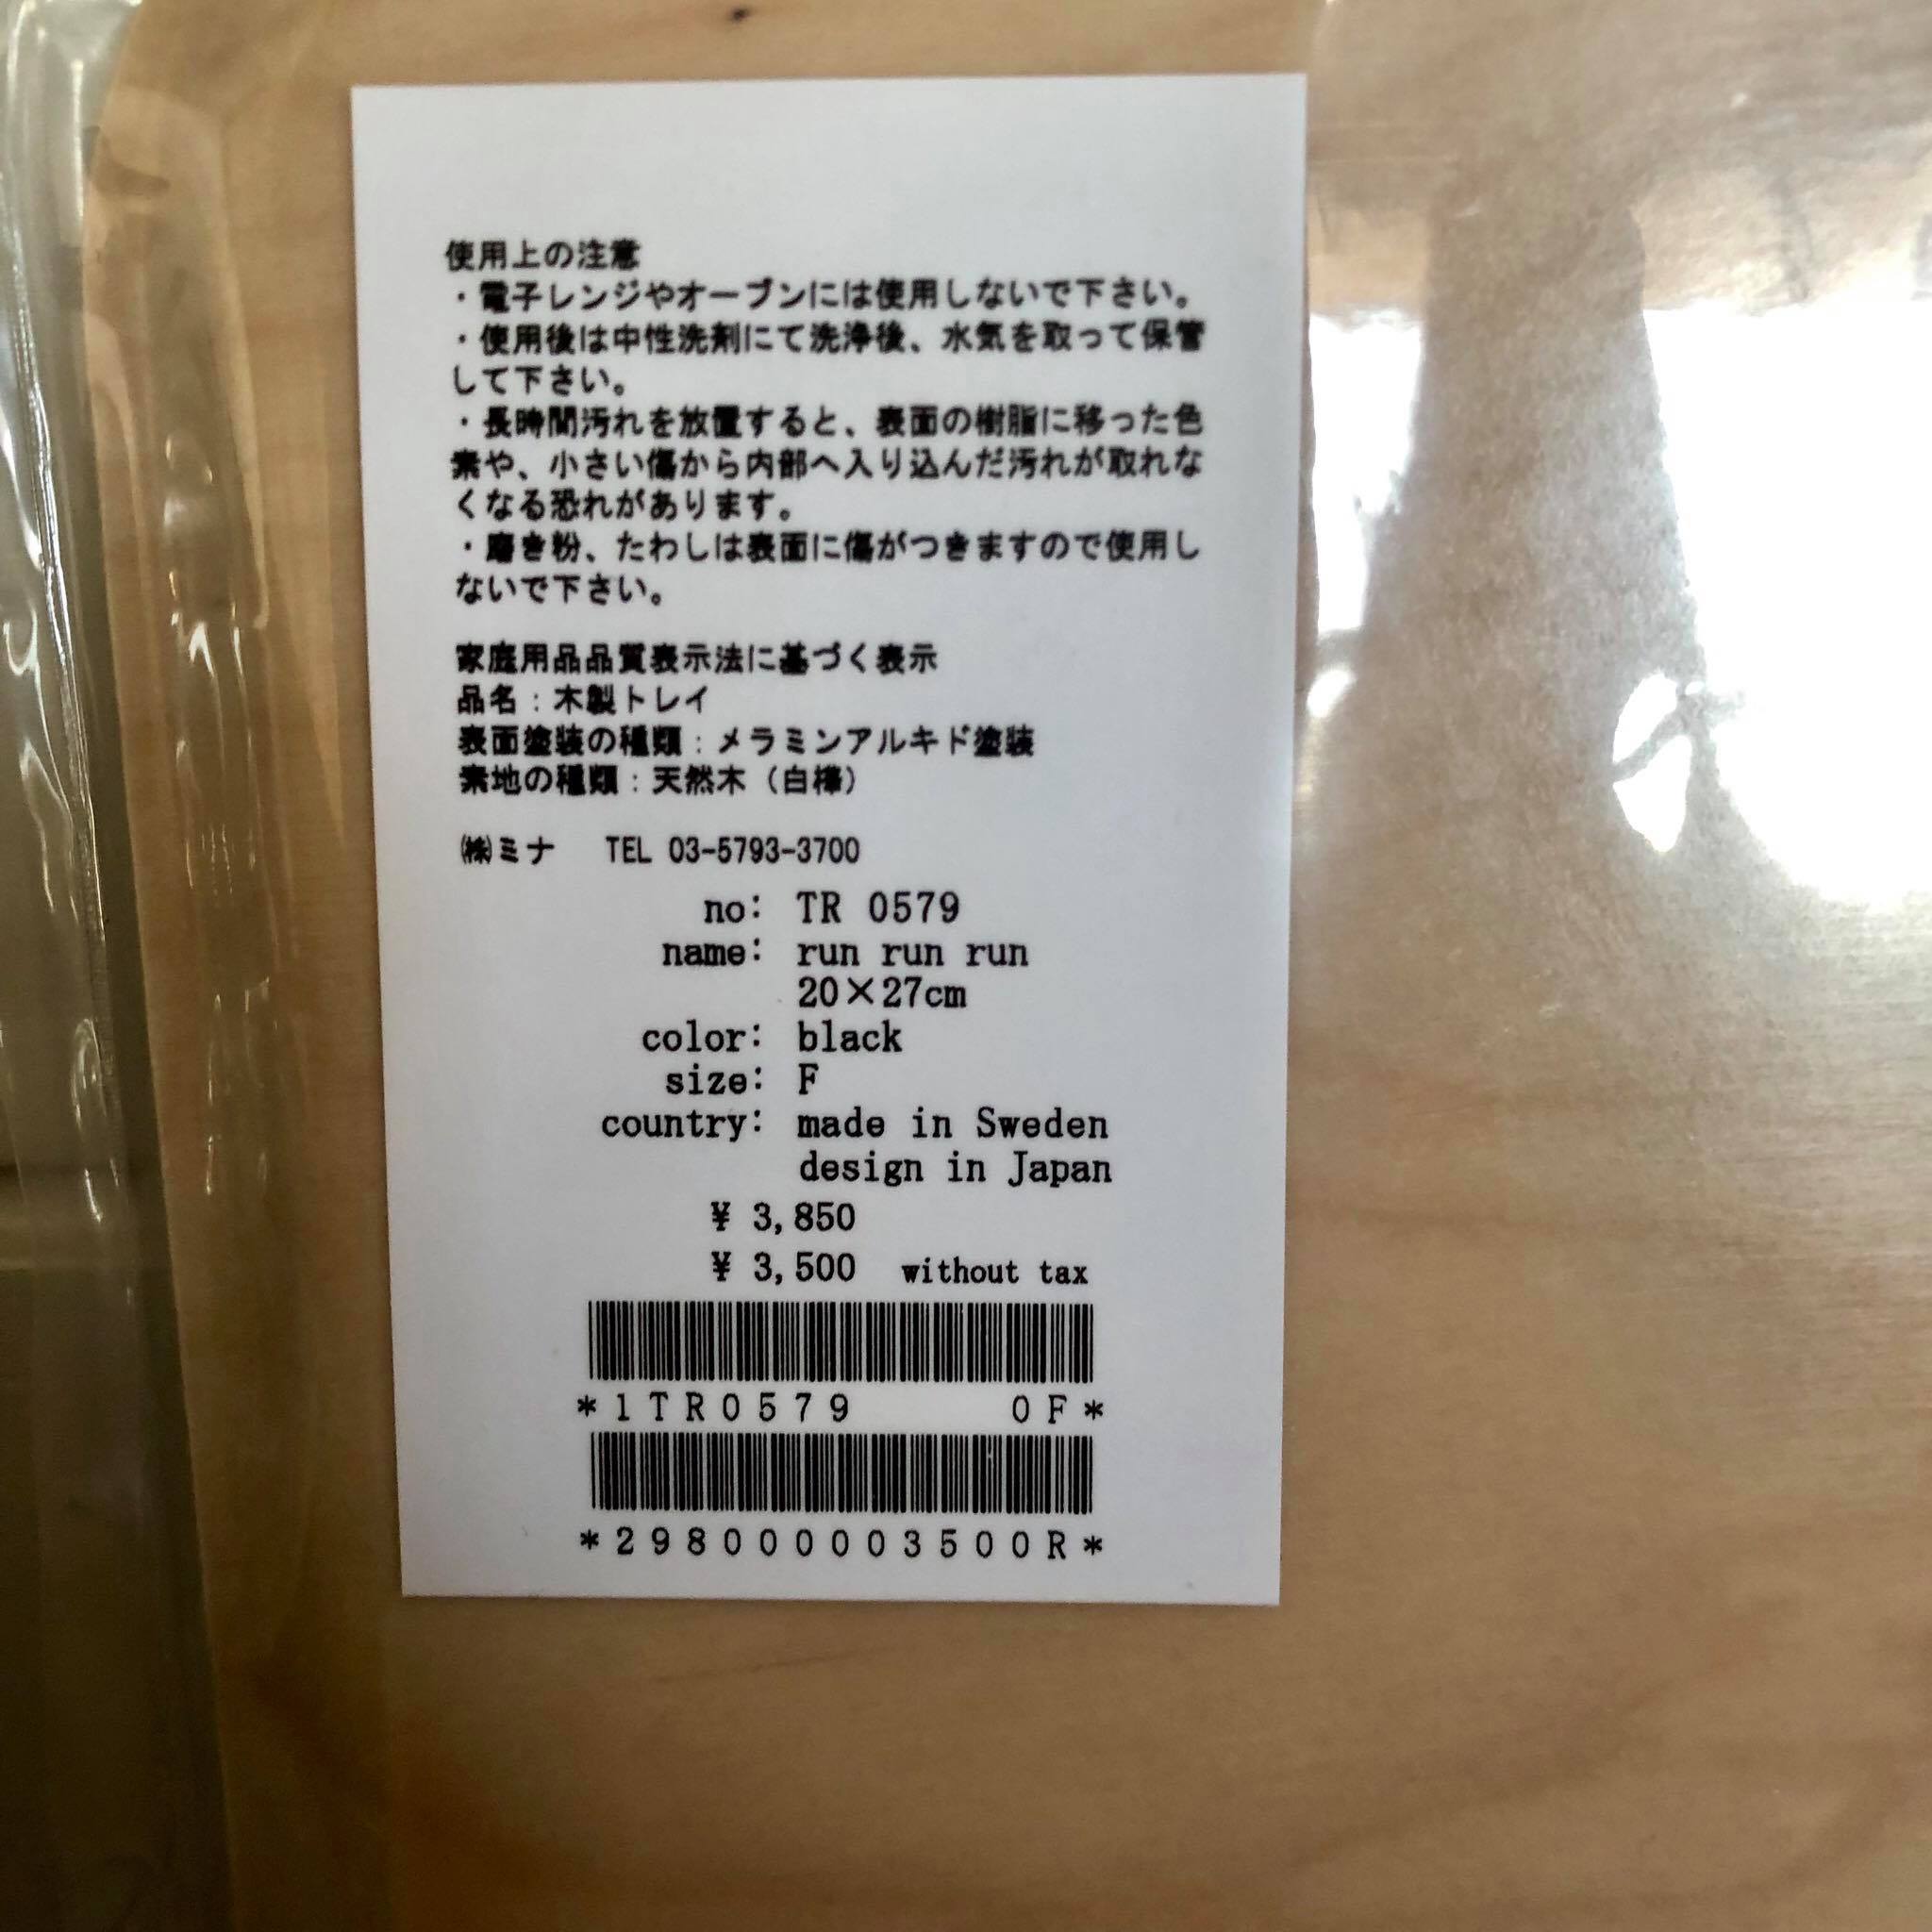 使用上の注意
・電子レンジやオーブンには使用しないで下さい。
・使用後は中性洗剤にて洗浄後、水気を取って保管
して下さい。
・長時間汚れを放置すると、表面の樹脂に移った色
素や、小さい傷から内部へ入り込んだ汚れが取れな
くなる恐れがあります。
・磨き粉、たわしは表面に傷がつきますので使用し
ないで下さい。
家庭用品品質表示法に基づく表示
品名：木製トレイ
表面塗装の種類：メラミンアルキド塗装
素地の種類：天然木（白樺）
㈱ミナ TEL 03-5793-3700
no: TR 0579
name: run run run
20×27cm
color: black
size: F
country: made in Sweden
design in Japan
¥ 3,850
¥ 3,500 without tax
*1TR0579 0F*
*298000003500R*